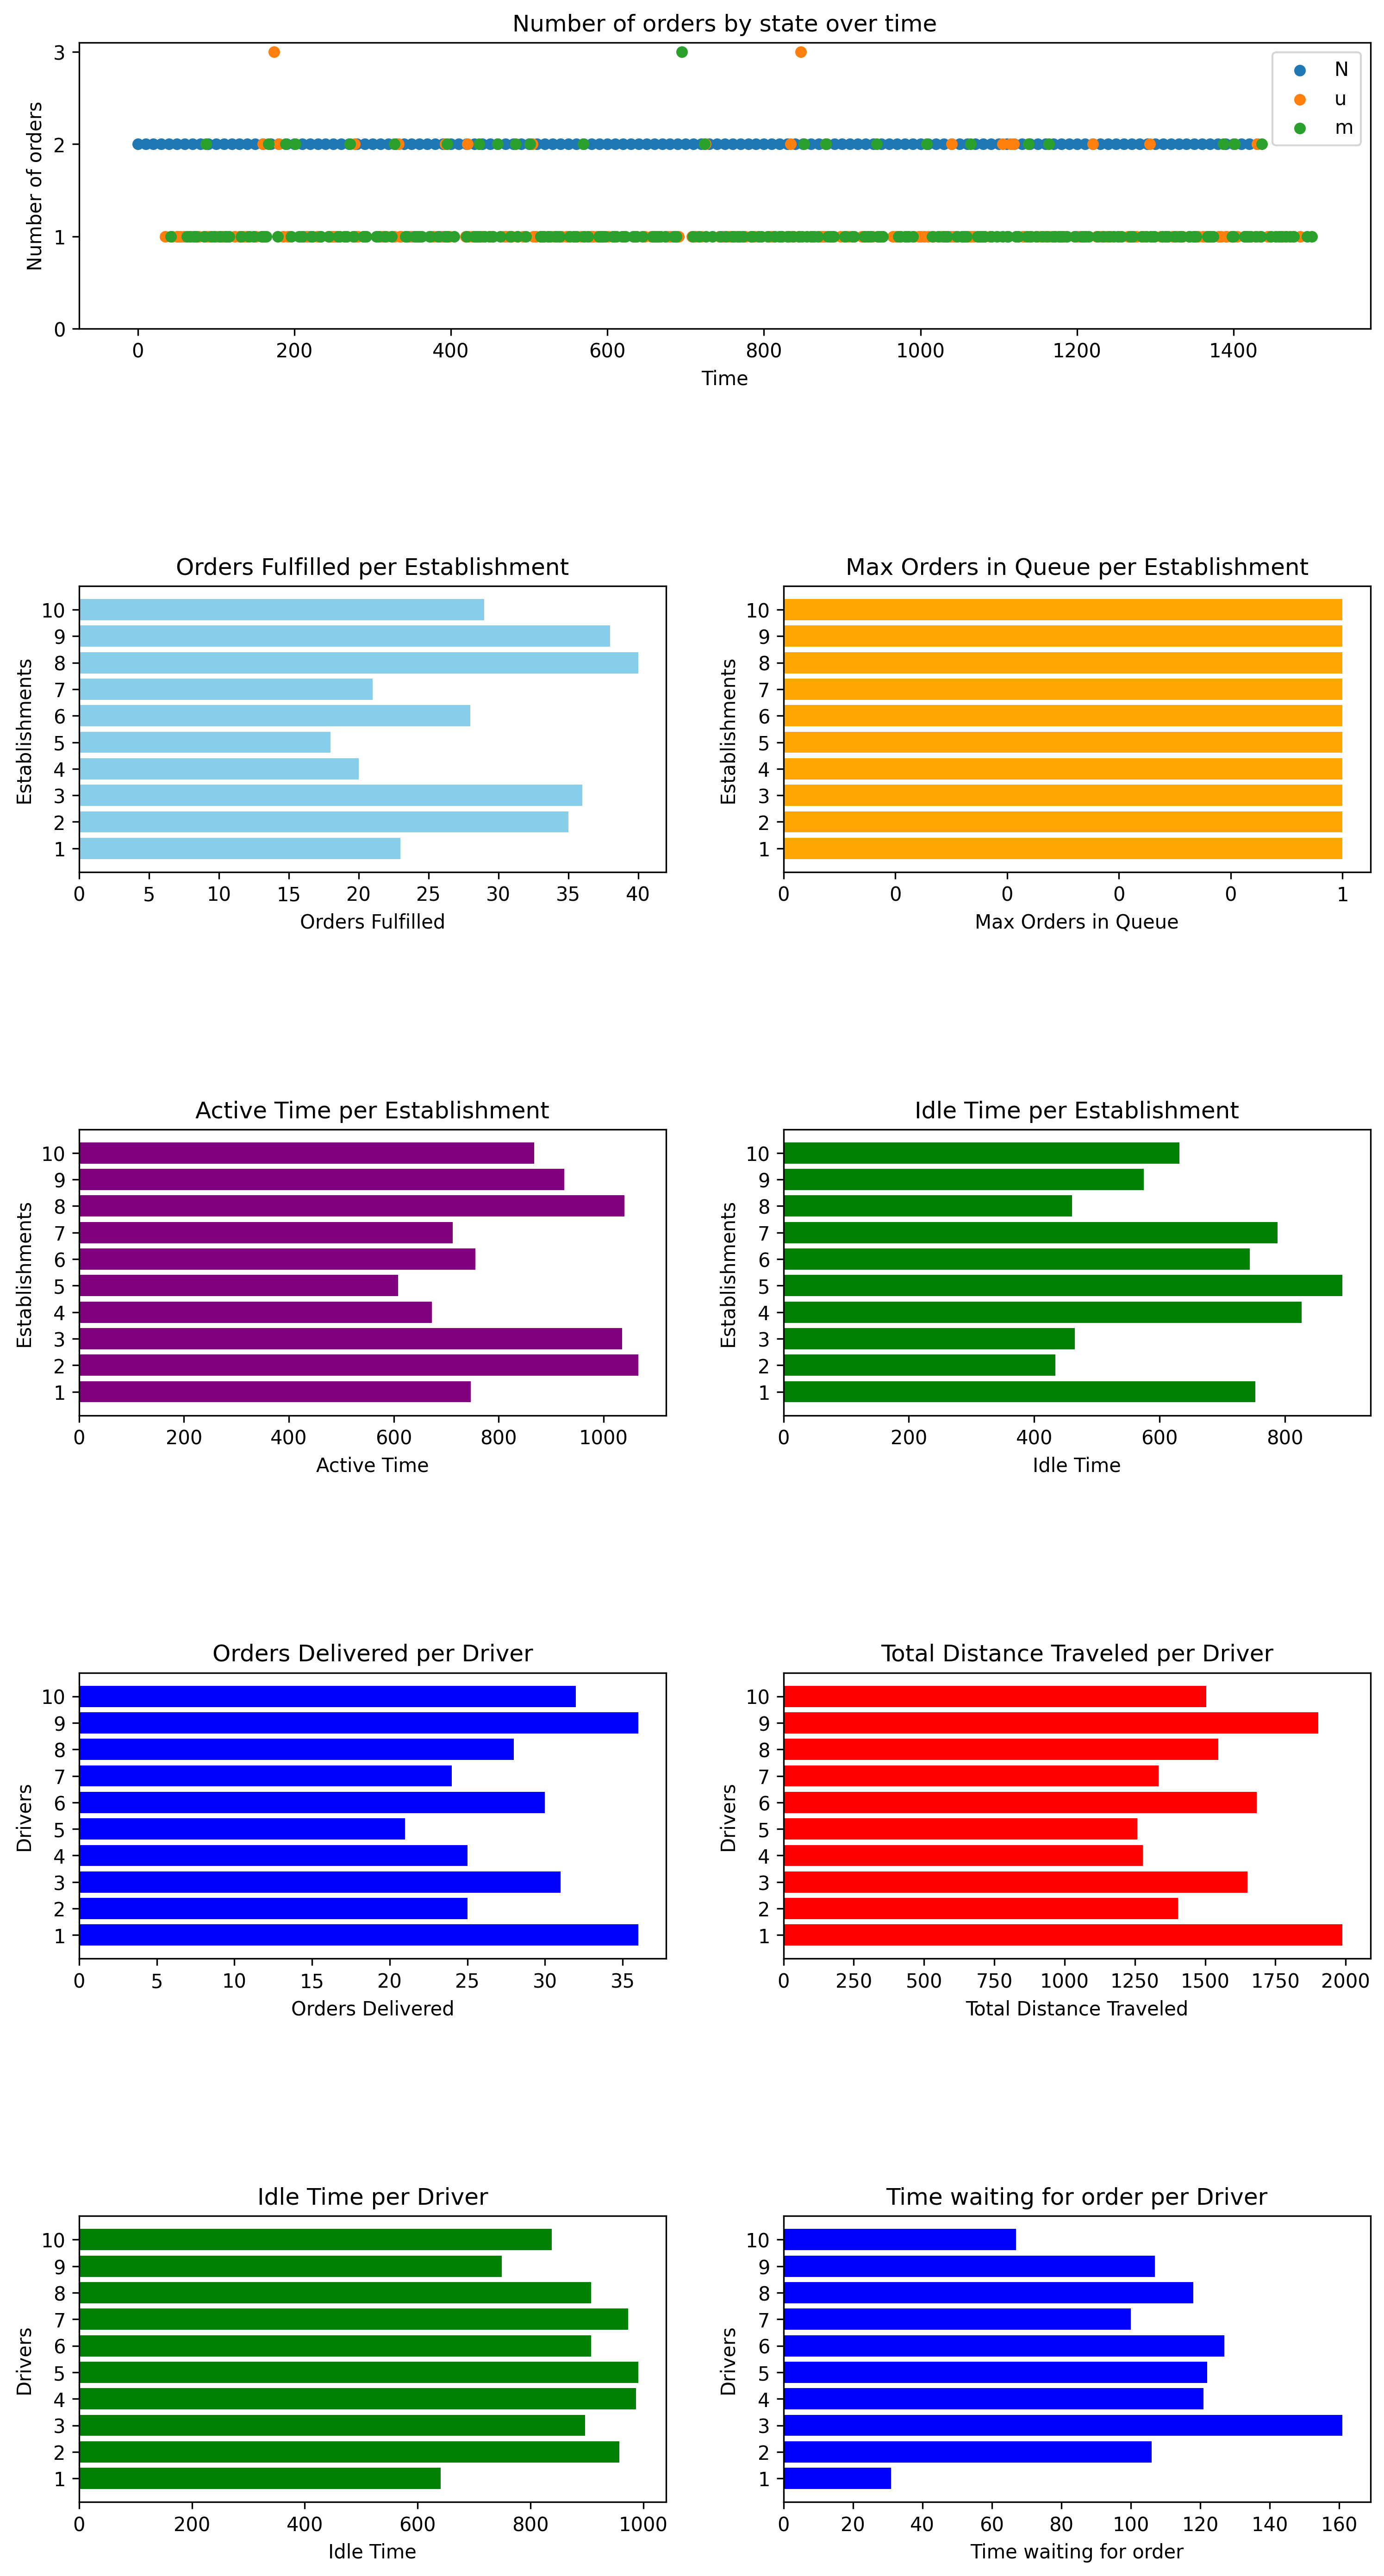 Number of orders by state over time
Number of orders
3
2
1
0
N
u
m
0 200 400 600 800 1000 1200 1400
Time
Orders Fulfilled per Establishment
Establishments
10
9
8
7
6
5
4
3
2
1
0 5 10 15 20 25 30 35 40
Orders Fulfilled
Max Orders in Queue per Establishment
Establishments
10
9
8
7
6
5
4
3
2
1
0 0 0 0 0 1
Max Orders in Queue
Active Time per Establishment
Establishments
10
9
8
7
6
5
4
3
2
1
0 200 400 600 800 1000
Active Time
Idle Time per Establishment
Establishments
10
9
8
7
6
5
4
3
2
1
0 200 400 600 800
Idle Time
Orders Delivered per Driver
Drivers
10
9
8
7
6
5
4
3
2
1
0 5 10 15 20 25 30 35
Orders Delivered
Total Distance Traveled per Driver
Drivers
10
9
8
7
6
5
4
3
2
1
0 250 500 750 1000 1250 1500 1750 2000
Total Distance Traveled
Idle Time per Driver
Drivers
10
9
8
7
6
5
4
3
2
1
0 200 400 600 800 1000
Idle Time
Time waiting for order per Driver
Drivers
10
9
8
7
6
5
4
3
2
1
0 20 40 60 80 100 120 140 160
Time waiting for order